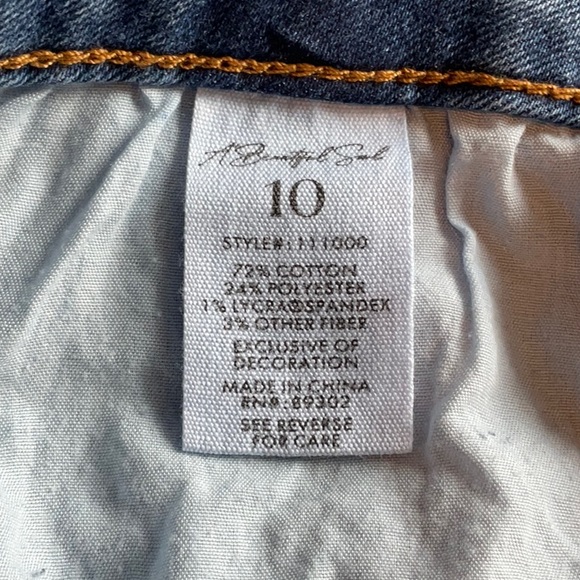 A Beautiful Soul
10
STYLE#:111000
72% COTTON
24% POLYESTER
1% LYCRA®SPANDEX
3% OTHER FIBER
EXCLUSIVE OF
DECORATION
MADE IN CHINA
RN#:89302
SEE REVERSE
FOR CARE